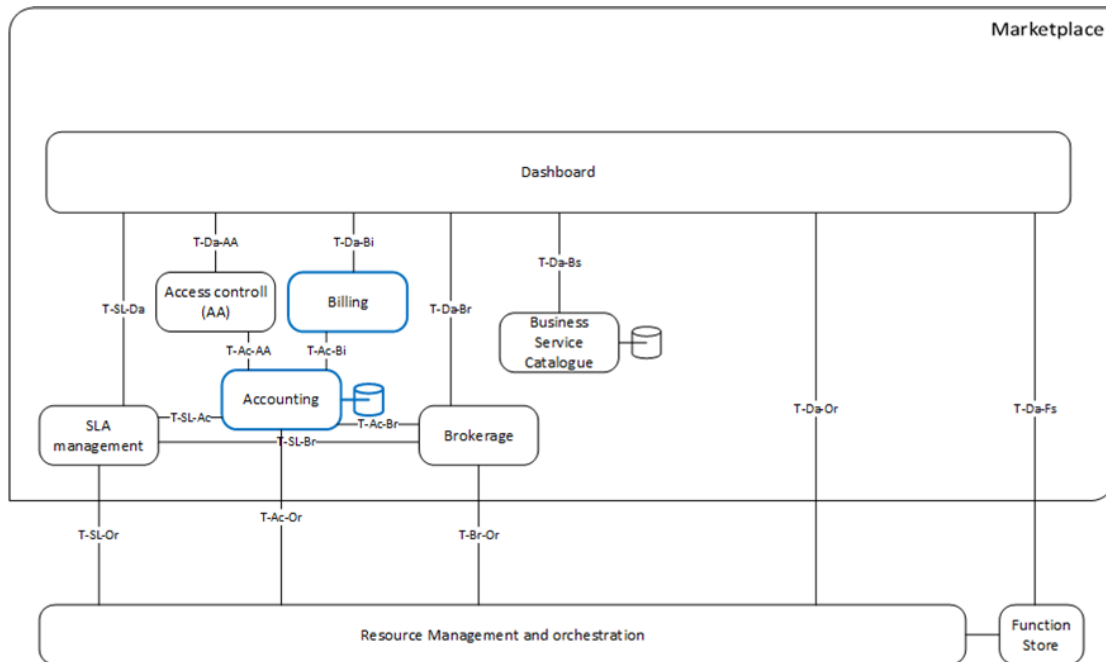 Marketplace
Dashboard
T-Da-AA
T-Da-Bi
T-Da-Bs
Access controll
(AA)
Billing
T-SL-Da
T-Da-Br
Business
Service
Catalogue
T-Ac-AA
T-Ac-Bi
Accounting
T-Da-Or
T-Da-Fs
T-SL-Ac
T-Ac-Br
SLA
management
T-SL-Br
Brokerage
T-SL-Or
T-Ac-Or
T-Br-Or
Resource Management and orchestration
Function
Store